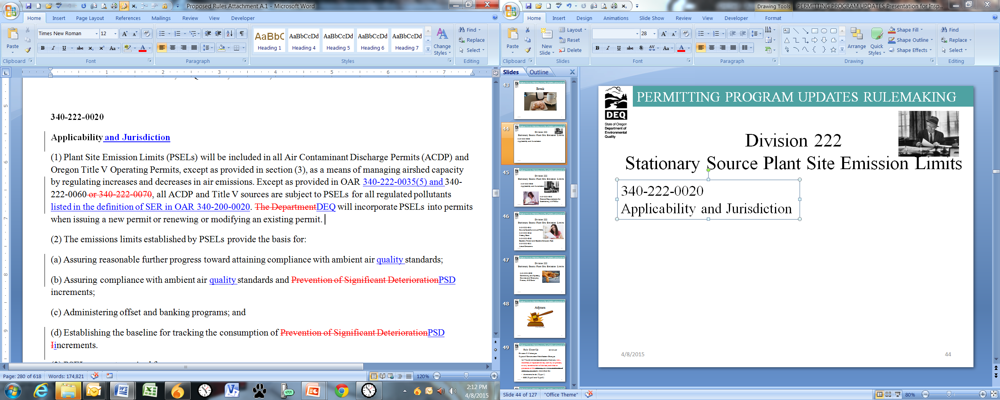 Proposed Rules Attachment A.1 - Microsoft Word
Home Insert Page Layout References Mailings Review View Developer
Times New Roman 12
Paste
Clipboard Font Paragraph Styles Editing
AaBbC AaBbCcDd AaBbCcDd AaBbCcDd AaBbCcDd
Heading 1 Heading 4 Heading 5 Heading 6 Heading 7
Change Styles
Find
Replace
Select
1 2 3 4 5 6 7
340-222-0020
Applicability and Jurisdiction
(1) Plant Site Emission Limits (PSELs) will be included in all Air Contaminant Discharge Permits (ACDP) and
Oregon Title V Operating Permits, except as provided in section (3), as a means of managing airshed capacity
by regulating increases and decreases in air emissions. Except as provided in OAR 340-222-0035(5) and 340-
222-0060 or 340-222-0070, all ACDP and Title V sources are subject to PSELs for all regulated pollutants
listed in the definition of SER in OAR 340-200-0020. The DepartmentDEQ will incorporate PSELs into permits
when issuing a new permit or renewing or modifying an existing permit.
(2) The emissions limits established by PSELs provide the basis for:
(a) Assuring reasonable further progress toward attaining compliance with ambient air quality standards;
(b) Assuring compliance with ambient air quality standards and Prevention of Significant DeteriorationPSD
increments;
(c) Administering offset and banking programs; and
(d) Establishing the baseline for tracking the consumption of Prevention of Significant DeteriorationPSD
Iincrements.
Page: 280 of 618 Words: 174,821 120%
2:12 PM
4/8/2015
Drawing Tools PERMITTING PROGRAM UPDATES Presentation for Insp...
Home Insert Design Animations Slide Show Review View Developer Format
28
Paste
New Slide
Layout
Reset
Delete
Arrange
Quick Styles
Shape Fill
Shape Outline
Shape Effects
Find
Replace
Select
Clipboard Slides Font Paragraph Drawing Editing
Slides Outline
43
Break
44
Division 222
Stationary Source Plant Site Emission Limits
340-222-0020
Applicability and Jurisdiction
45
Division 222
Stationary Source Plant Site Emission Limits
46
Division 222
Stationary Source Plant Site Emission Limits
47
Division 222
Stationary Source Plant Site Emission Limits
48
Adjourn
49
Rule Clean-Up continued
PERMITTING PROGRAM UPDATES RULEMAKING
DEQ
State of Oregon
Department of
Environmental
Quality
Division 222
Stationary Source Plant Site Emission Limits
340-222-0020
Applicability and Jurisdiction
4/8/2015 44
Slide 44 of 127 "Office Theme" 80%